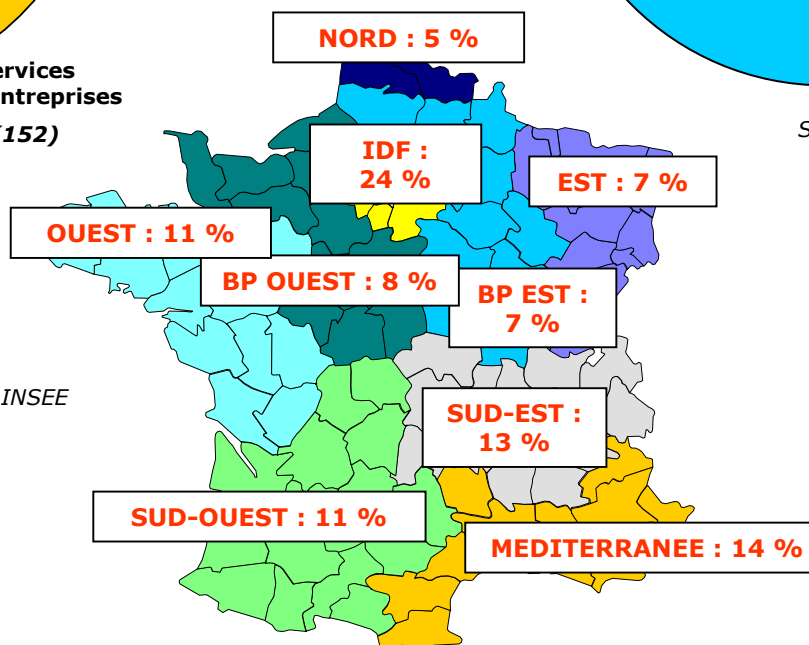 NORD : 5 %
ervices
ntreprises
152)
S
IDF :
24 %
EST : 7 %
OUEST : 11 %
BP OUEST : 8 %
BP EST :
7 %
INSEE
SUD-EST :
13 %
SUD-OUEST : 11 %
MEDITERRANEE : 14 %